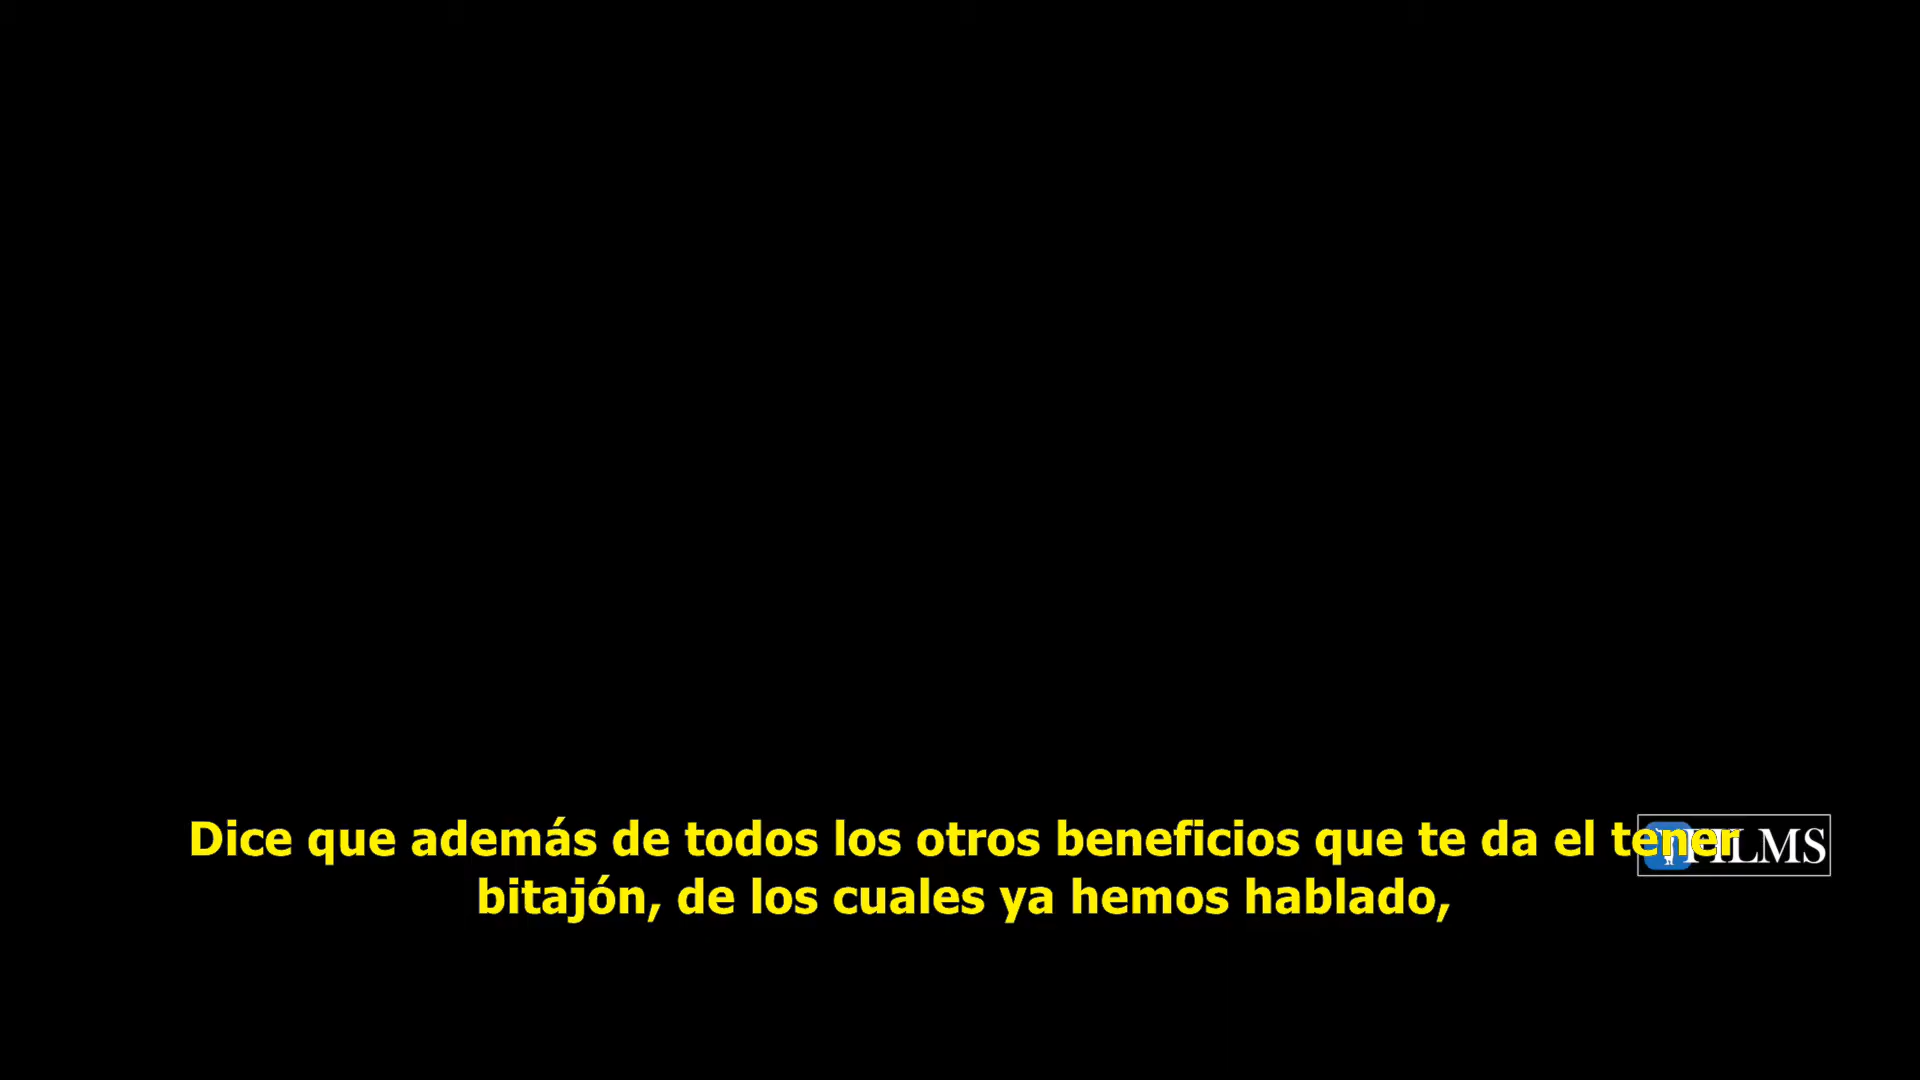 Dice que además de todos los otros beneficios que te da el tener
bitajón, de los cuales ya hemos hablado,